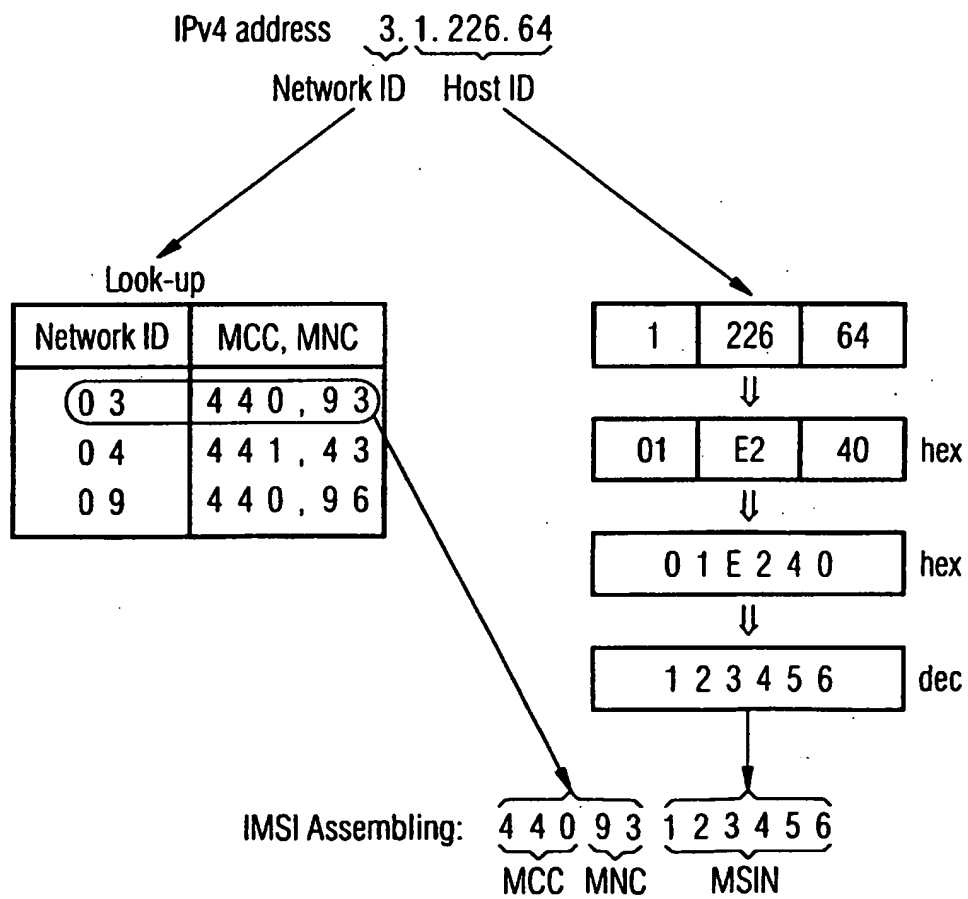 IPv4 address 3. 1. 226. 64
Network ID Host ID
Look-up
Network ID MCC, MNC
0 3 4 4 0 , 9 3
0 4 4 4 1 , 4 3
0 9 4 4 0 , 9 6
1 226 64
⇓
01 E2 40 hex
⇓
0 1 E 2 4 0 hex
⇓
1 2 3 4 5 6 dec
IMSI Assembling: 4 4 0 9 3 1 2 3 4 5 6
MCC MNC MSIN